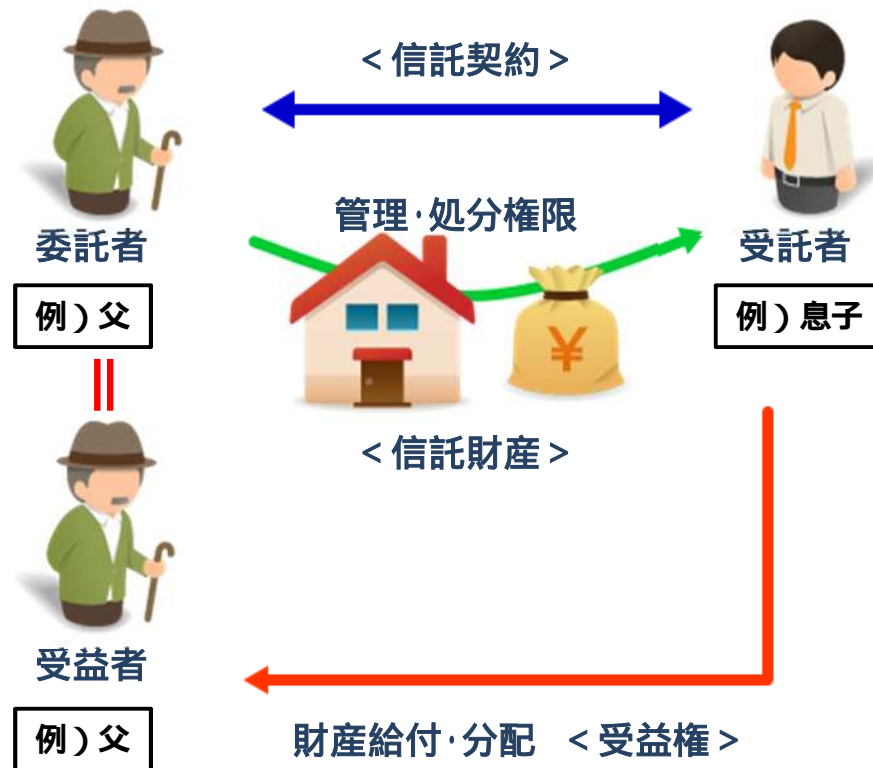 ＜信託契約＞
管理･処分権限
委託者
受託者
例）父
例）息子
¥
＜信託財産＞
受益者
例）父
財産給付･分配　＜受益権＞